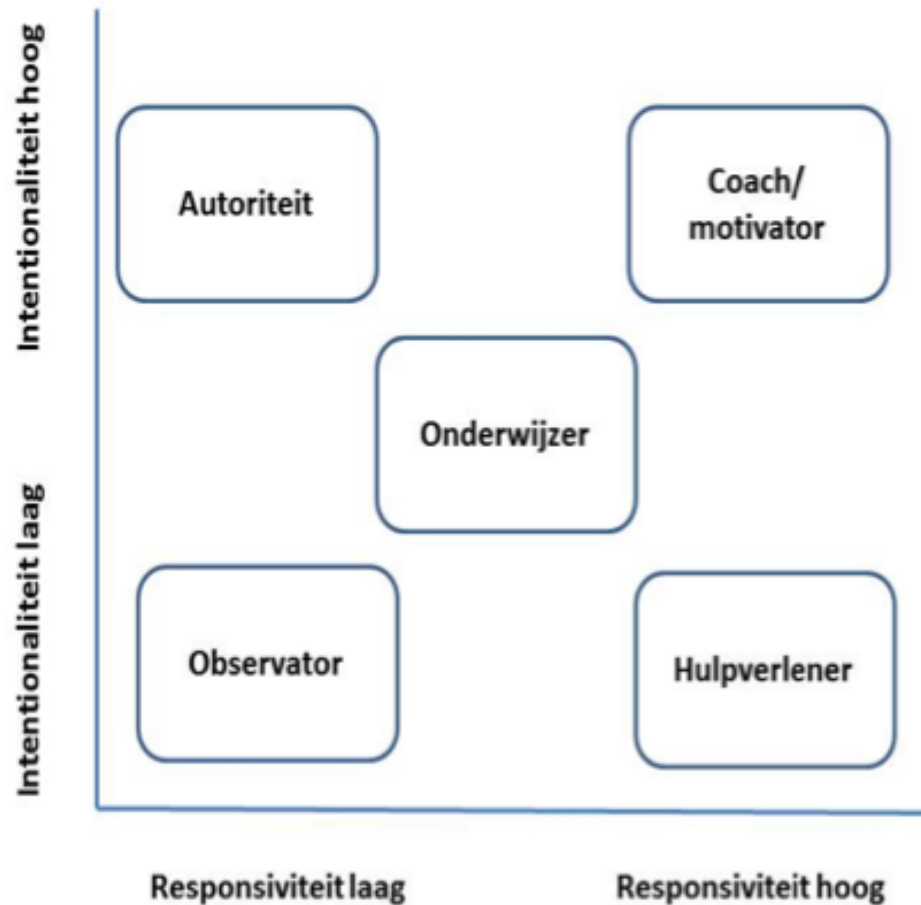 Intentionaliteit hoog
Autoriteit
Coach/
motivator
Onderwijzer
Intentionaliteit laag
Observator
Hulpverlener
Responsiviteit laag
Responsiviteit hoog